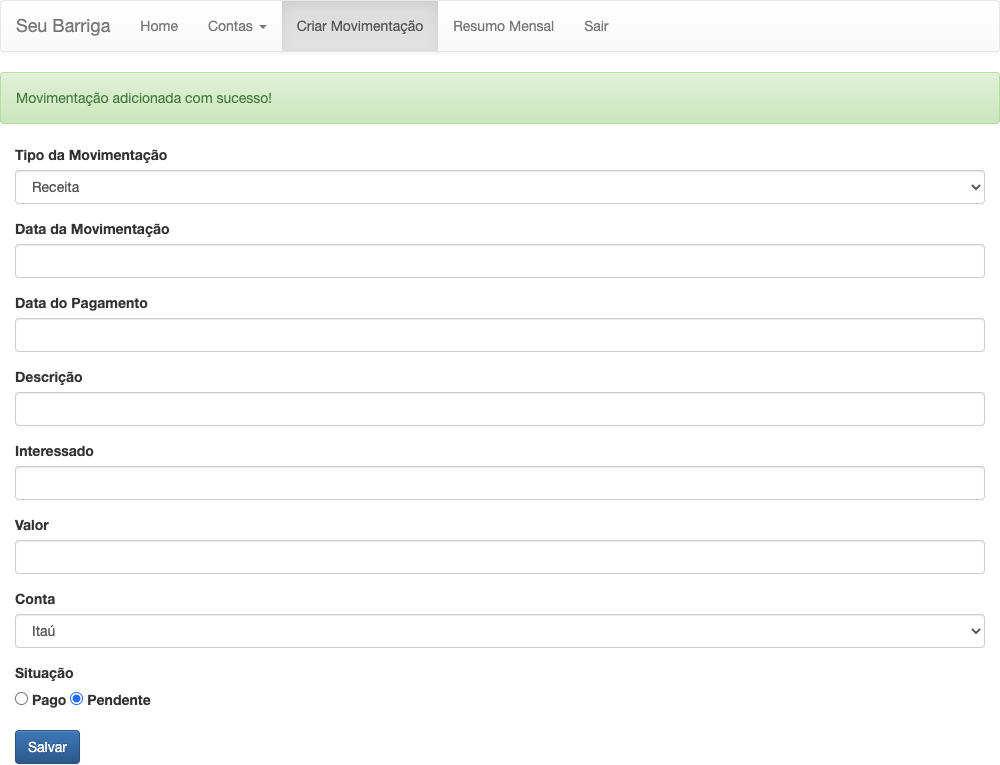 Seu Barriga Home Contas Criar Movimentação Resumo Mensal Sair
Movimentação adicionada com sucesso!
Tipo da Movimentação
Receita
Data da Movimentação
Data do Pagamento
Descrição
Interessado
Valor
Conta
Itaú
Situação
Pago Pendente
Salvar